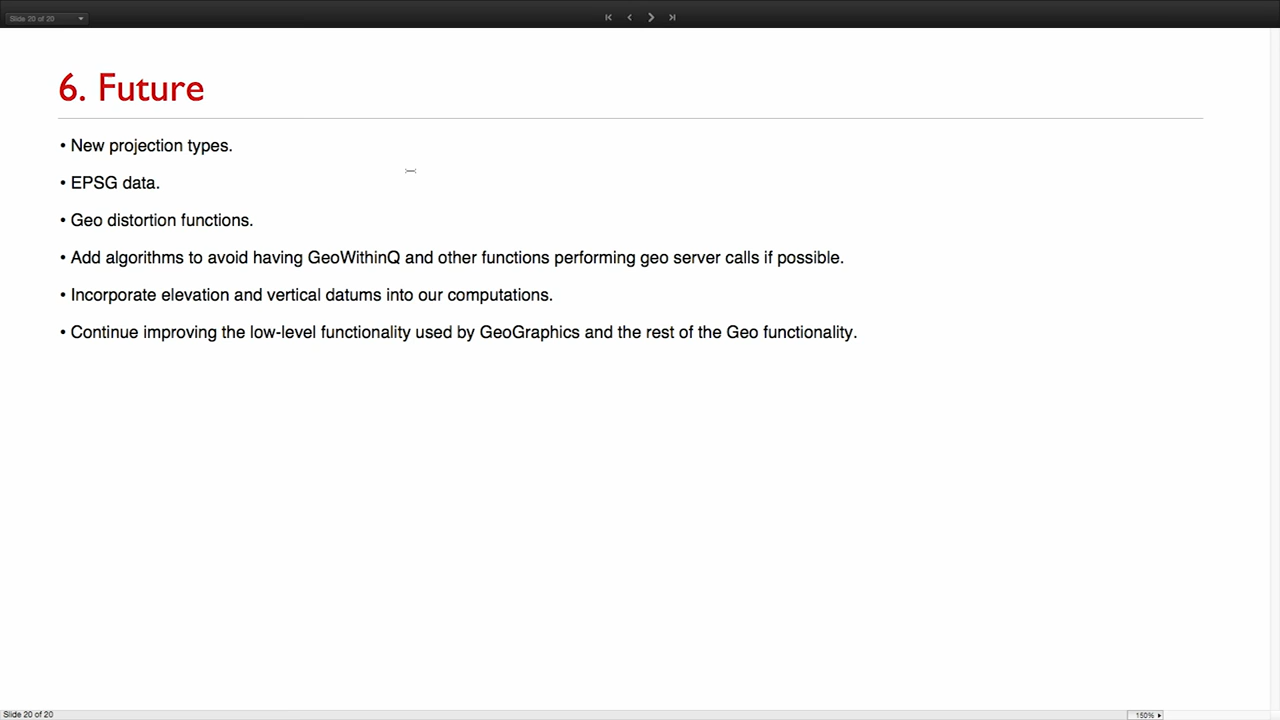 Slide 20 of 20
6. Future
• New projection types.
• EPSG data.
• Geo distortion functions.
• Add algorithms to avoid having GeoWithinQ and other functions performing geo server calls if possible.
• Incorporate elevation and vertical datums into our computations.
• Continue improving the low-level functionality used by GeoGraphics and the rest of the Geo functionality.
Slide 20 of 20
150%